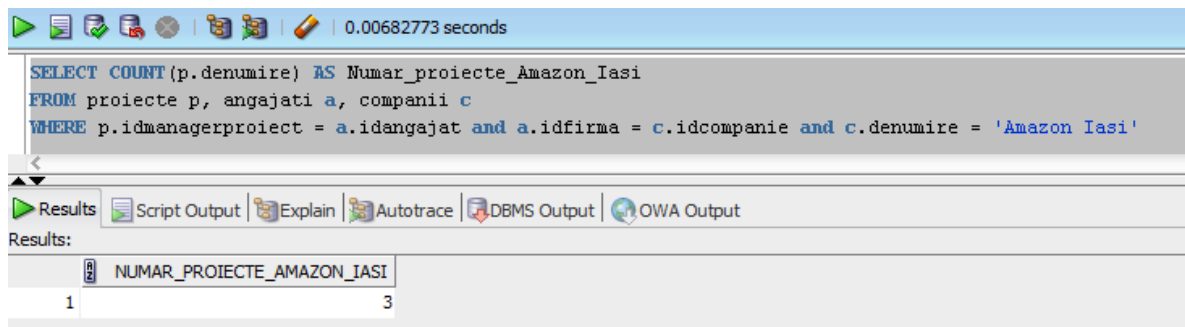 0.00682773 seconds
SELECT COUNT(p.denumire) AS Numar_proiecte_Amazon_Iasi
FROM proiecte p, angajati a, companii c
WHERE p.idmanagerproiect = a.idangajat and a.idfirma = c.idcompanie and c.denumire = 'Amazon Iasi'
Results Script Output Explain Autotrace DBMS Output OWA Output
Results:
NUMAR_PROIECTE_AMAZON_IASI
1 3